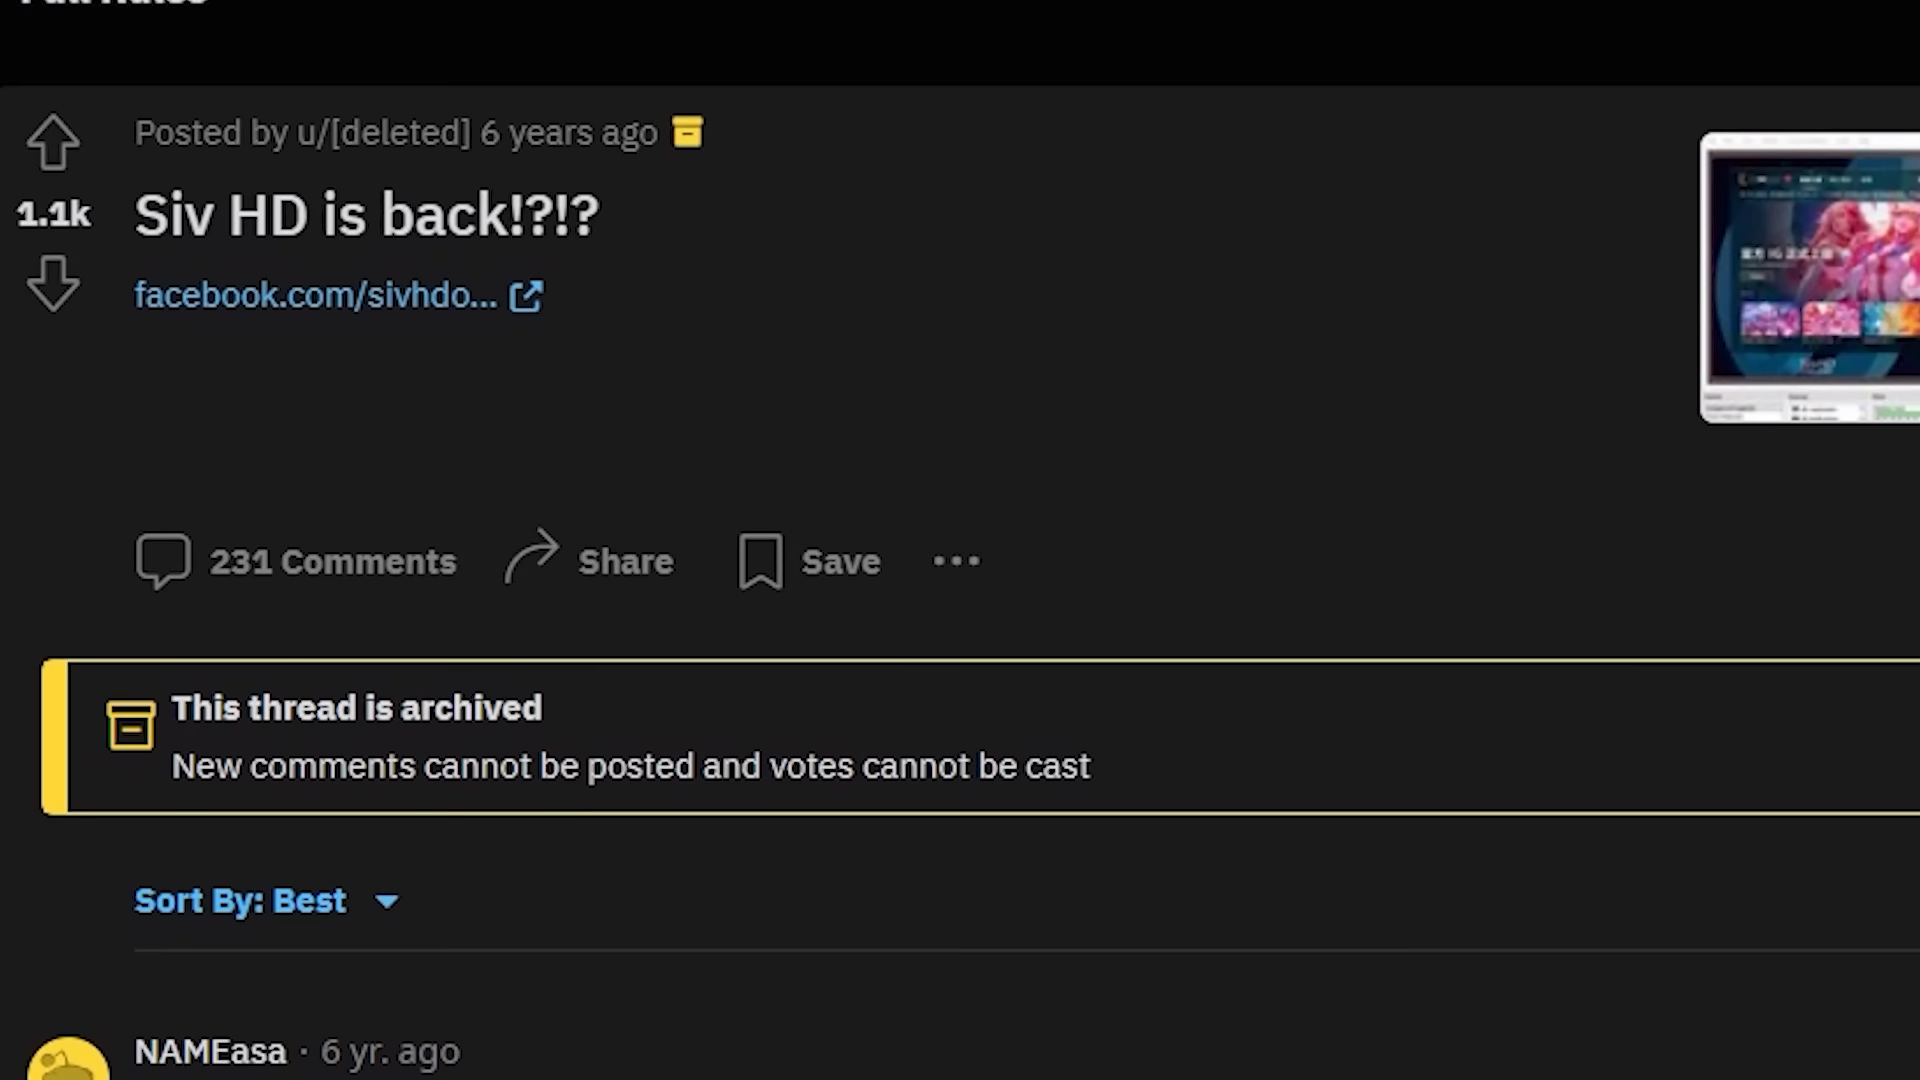 Posted by u/[deleted] 6 years ago
1.1k
Siv HD is back!?!?
facebook.com/sivhdo...
231 Comments
Share
Save
This thread is archived
New comments cannot be posted and votes cannot be cast
Sort By: Best
NAMEasa · 6 yr. ago